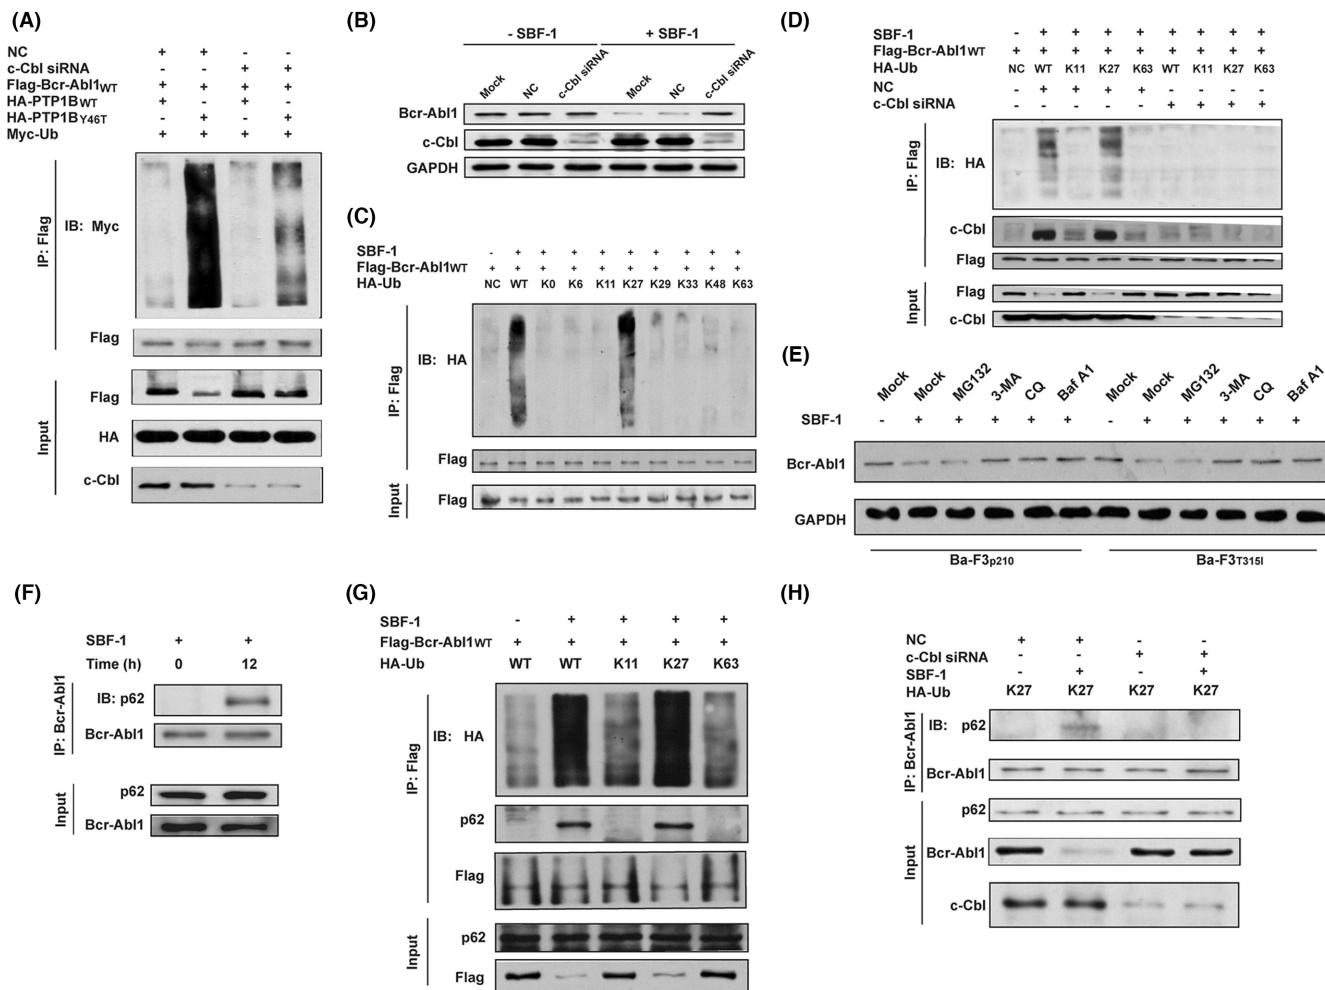 (A)
NC + + - -
c-Cbl siRNA - - + +
Flag-Bcr-Abl1WT + + + +
HA-PTP1BWT + - + -
HA-PTP1BY46T - + - +
Myc-Ub + + + +
IP: Flag
IB: Myc
Flag
Input
Flag
HA
c-Cbl
(B)
- SBF-1 + SBF-1
Mock NC c-Cbl siRNA Mock NC c-Cbl siRNA
Bcr-Abl1
c-Cbl
GAPDH
(C)
SBF-1 - + + + + + + + + +
Flag-Bcr-Abl1WT + + + + + + + + + +
HA-Ub NC WT K0 K6 K11 K27 K29 K33 K48 K63
IP: Flag
IB: HA
Flag
Input
Flag
(D)
SBF-1 - + + + + + + + +
Flag-Bcr-Abl1WT + + + + + + + + +
HA-Ub NC WT K11 K27 K63 WT K11 K27 K63
NC - + + + + - - - -
c-Cbl siRNA - - - - - + + + +
IP: Flag
IB: HA
c-Cbl
Flag
Input
Flag
c-Cbl
(E)
Mock Mock MG132 3-MA CQ Baf A1 Mock Mock MG132 3-MA CQ Baf A1
SBF-1 - + + + + + - + + + + +
Bcr-Abl1
GAPDH
Ba-F3p210 Ba-F3T315I
(F)
SBF-1 + +
Time (h) 0 12
IP: Bcr-Abl1
IB: p62
Bcr-Abl1
Input
p62
Bcr-Abl1
(G)
SBF-1 - + + + +
Flag-Bcr-Abl1WT + + + + +
HA-Ub WT WT K11 K27 K63
IP: Flag
IB: HA
p62
Flag
Input
p62
Flag
(H)
NC + + - -
c-Cbl siRNA - - + +
SBF-1 - + - +
HA-Ub K27 K27 K27 K27
IP: Bcr-Abl1
IB: p62
Bcr-Abl1
Input
p62
Bcr-Abl1
c-Cbl